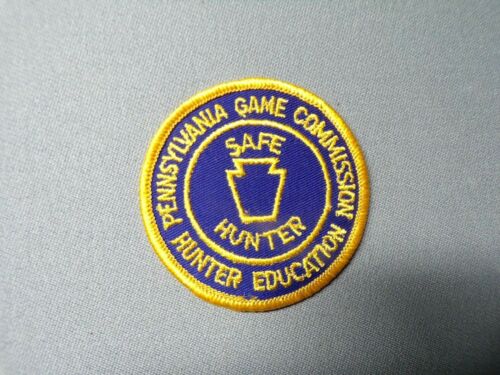 PENNSYLVANIA GAME COMMISSION
SAFE
HUNTER
HUNTER EDUCATION